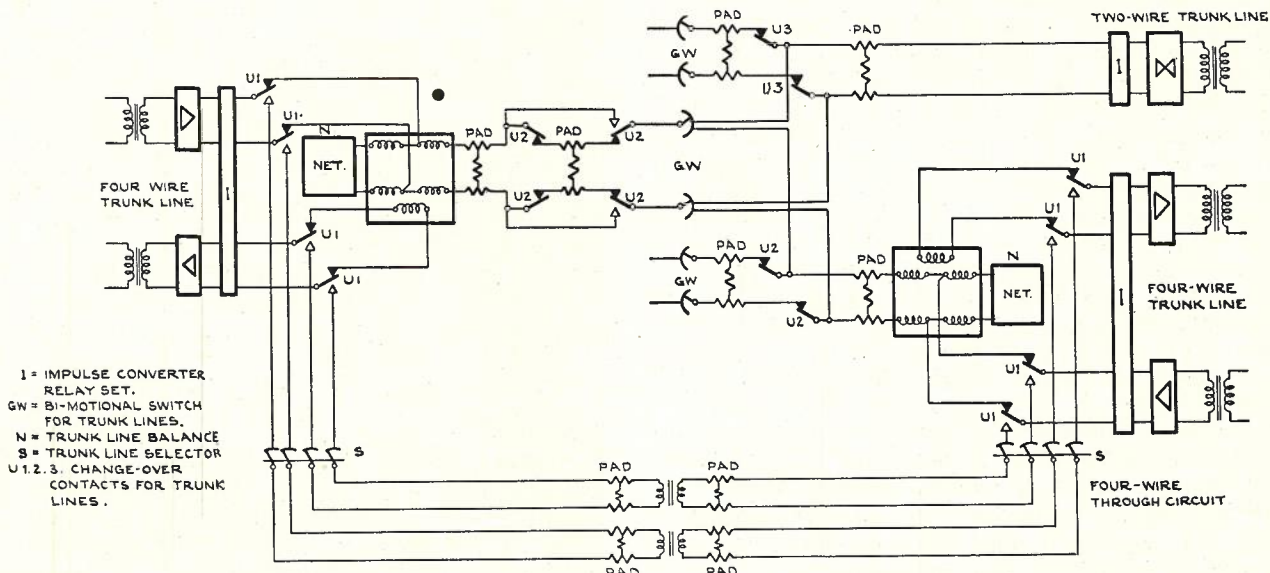 PAD
U3
GW
U3
PAD
TWO-WIRE TRUNK LINE
I
U1
U1.
N
NET.
PAD
U2
PAD
U2
U2
U2
GW
FOUR WIRE
TRUNK LINE
I
U1
U1
PAD
U2
GW
U2
PAD
U1
U1
N
NET.
I
FOUR-WIRE
TRUNK LINE
U1
U1
I = IMPULSE CONVERTER
RELAY SET.
GW = BI-MOTIONAL SWITCH
FOR TRUNK LINES.
N = TRUNK LINE BALANCE
S = TRUNK LINE SELECTOR
U 1.2.3. CHANGE-OVER
CONTACTS FOR TRUNK
LINES.
S
S
FOUR-WIRE
THROUGH CIRCUIT
PAD
PAD
PAD
PAD